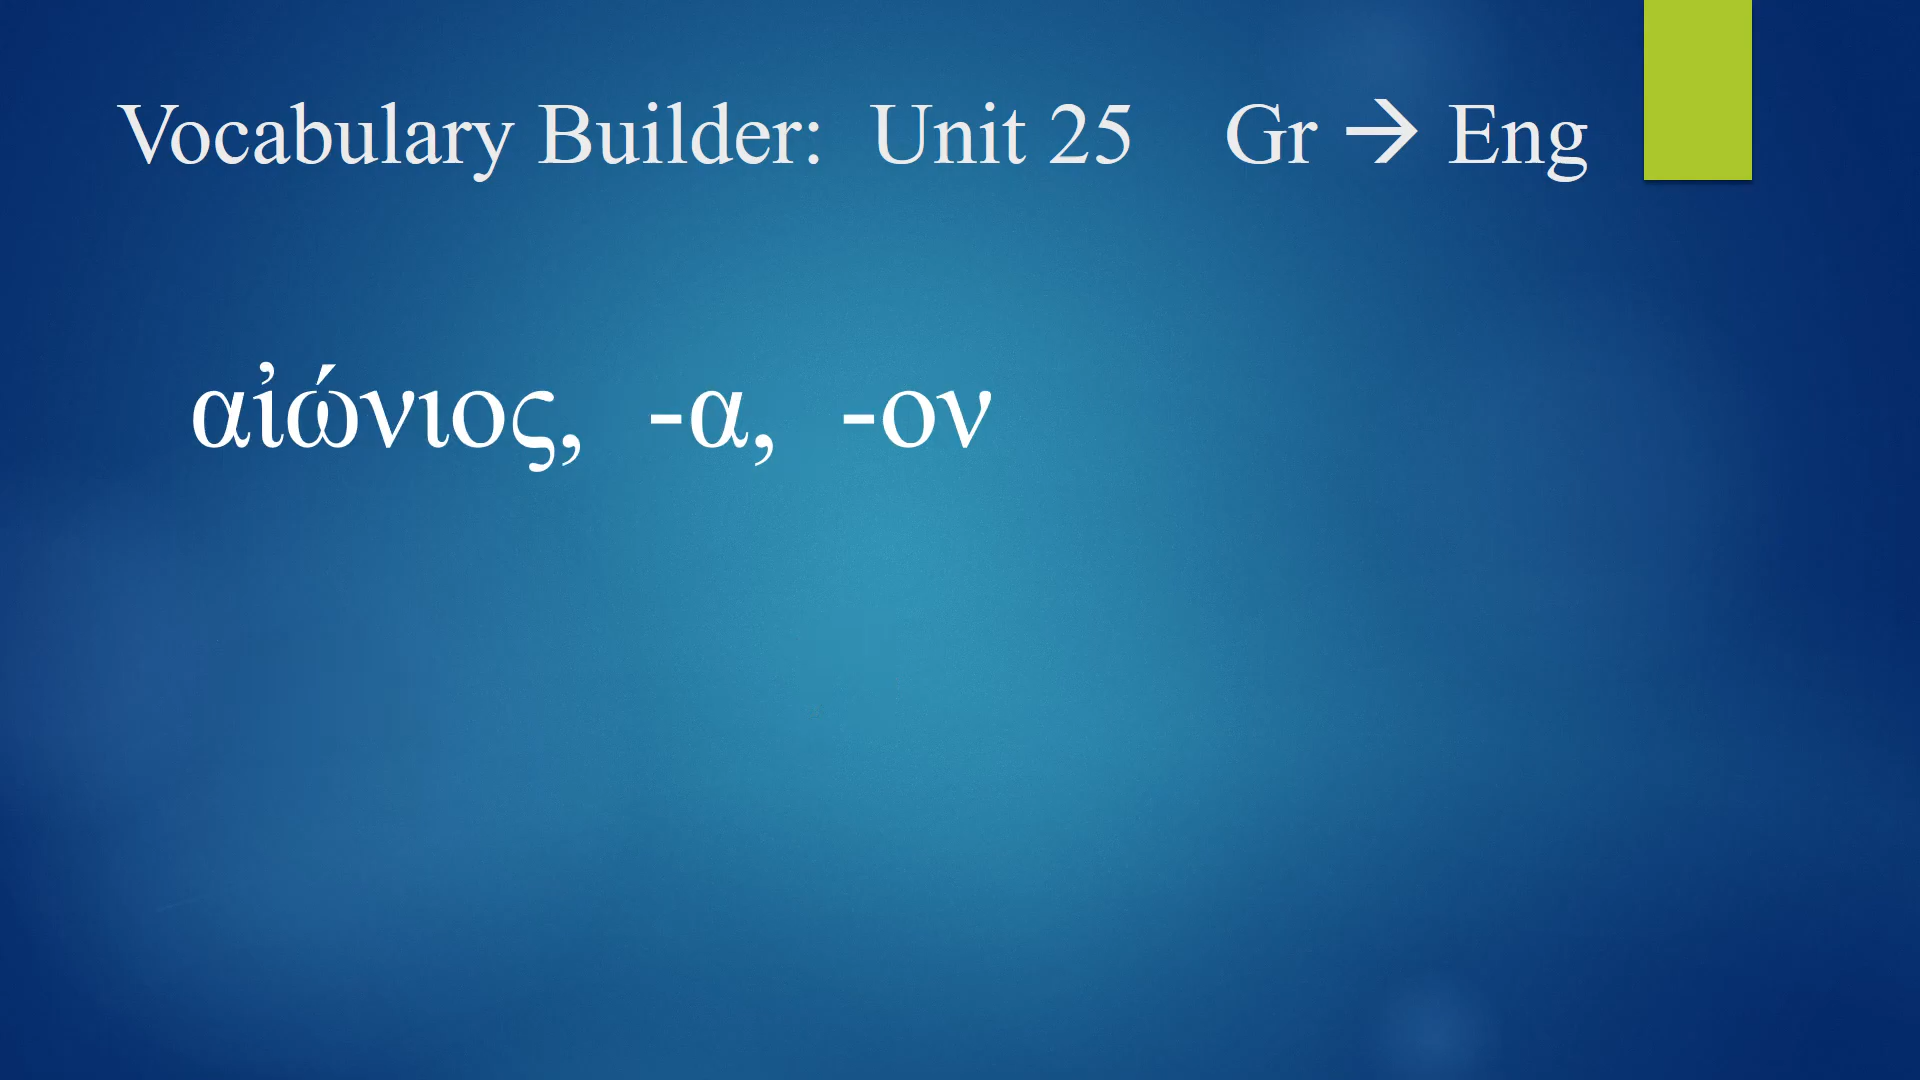 Vocabulary Builder: Unit 25 Gr → Eng
αἰώνιος, -α, -ον